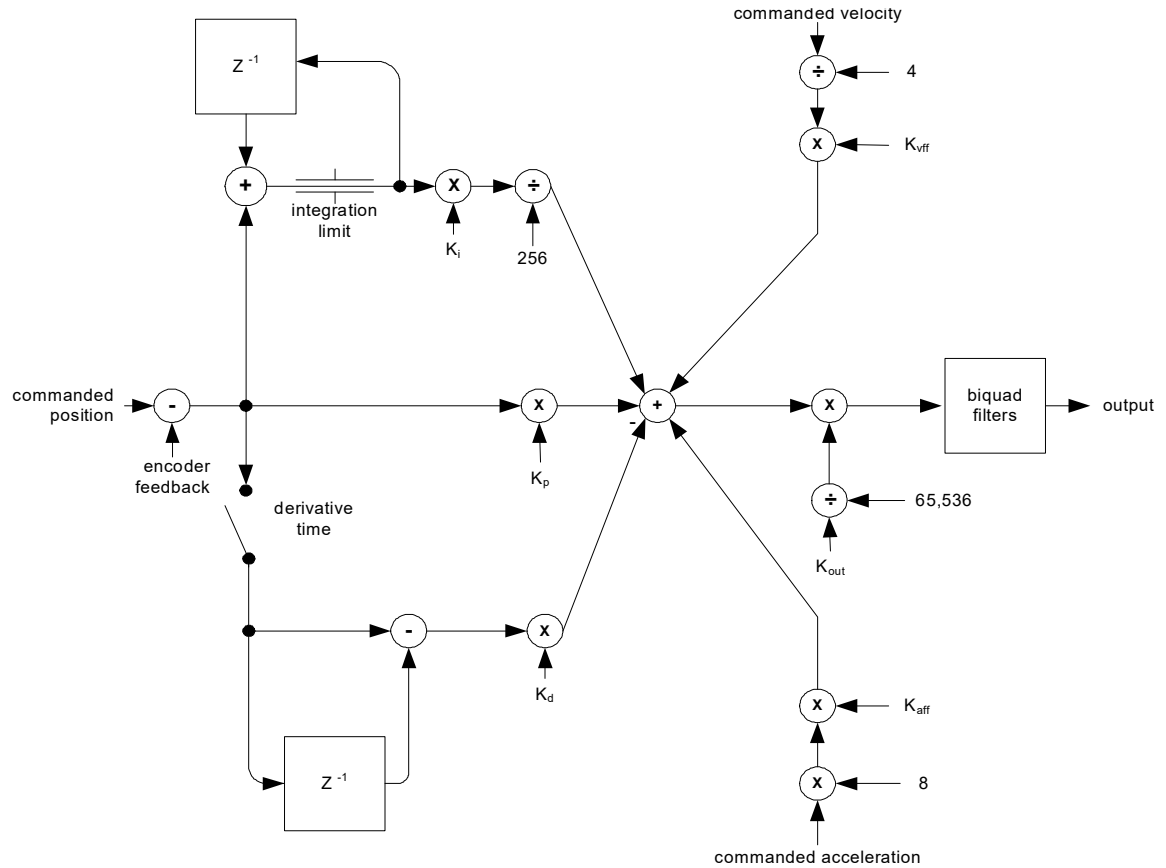 commanded velocity
÷
4
Z -1
X
Kvff
+
integration
limit
X
÷
Ki
256
commanded
position
-
encoder
feedback
X
Kp
+
-
X
biquad
filters
output
derivative
time
÷
65,536
Kout
-
X
Kd
X
Kaff
Z -1
X
8
commanded acceleration